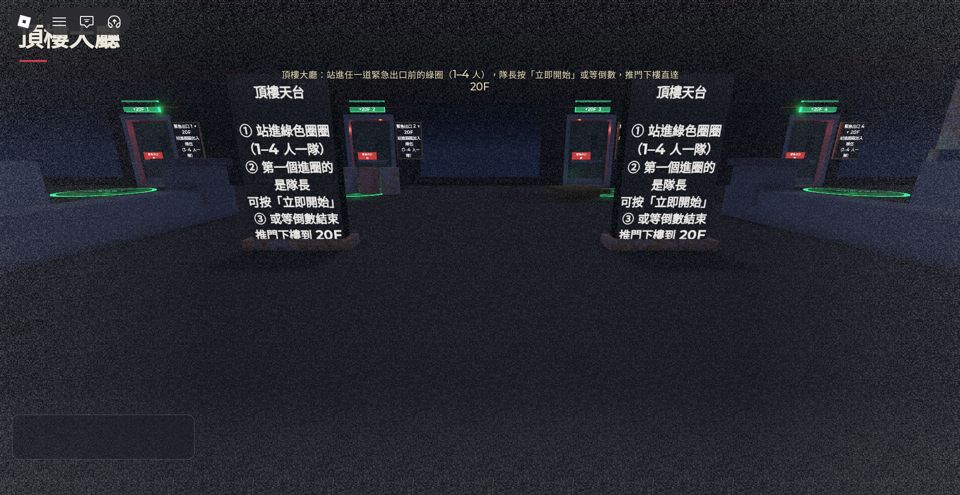 頂樓大廳
頂樓大廳：站進任一道緊急出口前的綠圈（1–4 人），隊長按「立即開始」或等倒數，推門下樓直達
20F
頂樓天台
① 站進綠色圈圈
（1–4 人一隊）
② 第一個進圈的
是隊長
可按「立即開始」
③ 或等倒數結束
推門下樓到 20F
頂樓天台
① 站進綠色圈圈
（1–4 人一隊）
② 第一個進圈的
是隊長
可按「立即開始」
③ 或等倒數結束
推門下樓到 20F